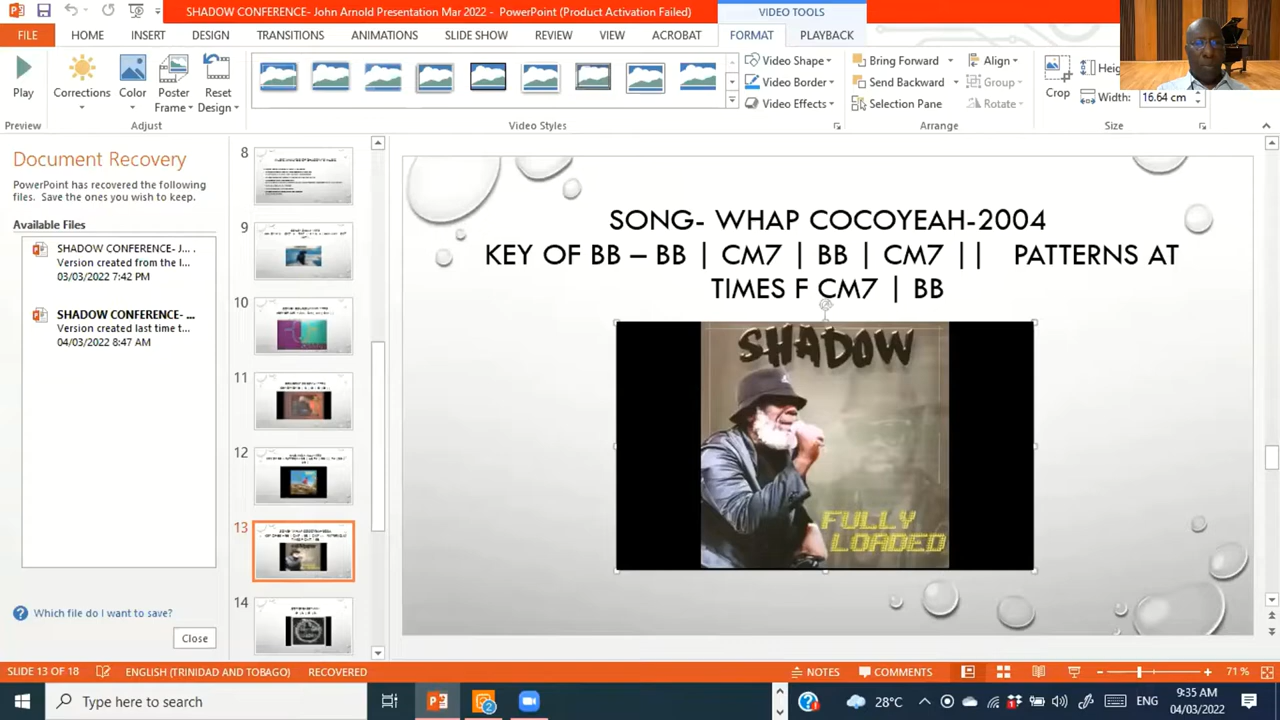 SHADOW CONFERENCE- John Arnold Presentation Mar 2022 - PowerPoint (Product Activation Failed)
VIDEO TOOLS
FILE HOME INSERT DESIGN TRANSITIONS ANIMATIONS SLIDE SHOW REVIEW VIEW ACROBAT FORMAT PLAYBACK
Play
Corrections
Color
Poster Frame
Reset Design
Video Shape
Video Border
Video Effects
Bring Forward
Send Backward
Selection Pane
Align
Group
Rotate
Crop
Width: 16.64 cm
Preview Adjust Video Styles Arrange Size
Document Recovery
PowerPoint has recovered the following
files. Save the ones you wish to keep.
Available Files
SHADOW CONFERENCE- J... .
Version created from the l...
03/03/2022 7:42 PM
SHADOW CONFERENCE- ...
Version created last time t...
04/03/2022 8:47 AM
Which file do I want to save?
Close
8
9
10
11
12
13
14
SONG- WHAP COCOYEAH-2004
KEY OF BB – BB | CM7 | BB | CM7 || PATTERNS AT
TIMES F CM7 | BB
SHADOW
FULLY
LOADED
SLIDE 13 OF 18 ENGLISH (TRINIDAD AND TOBAGO) RECOVERED NOTES COMMENTS 71 %
Type here to search
28°C
ENG
9:35 AM
04/03/2022